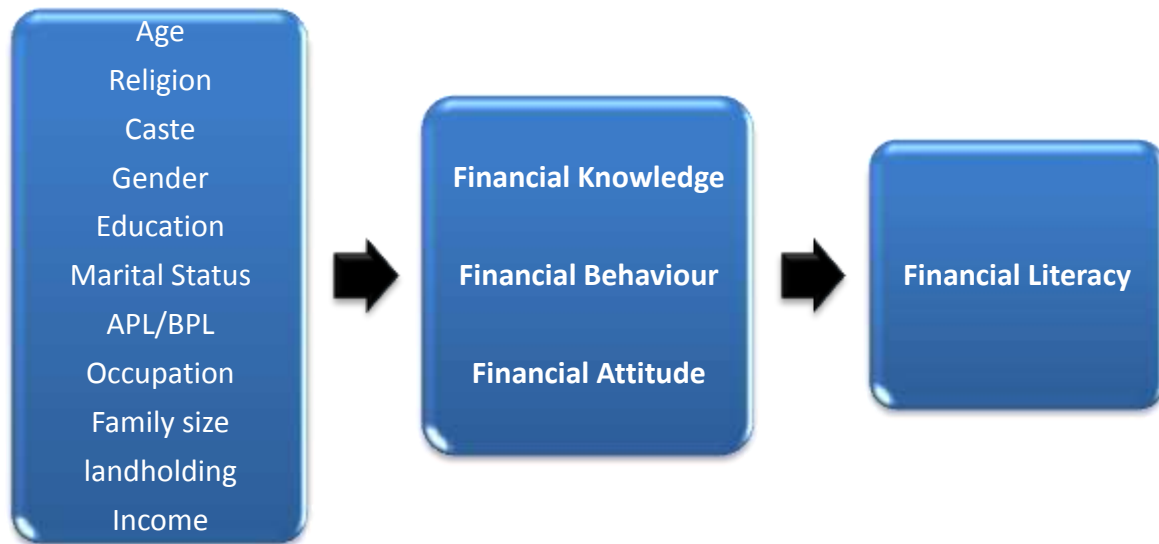 Age
Religion
Caste
Gender
Education
Marital Status
APL/BPL
Occupation
Family size
landholding
Income
Financial Knowledge
Financial Behaviour
Financial Attitude
Financial Literacy